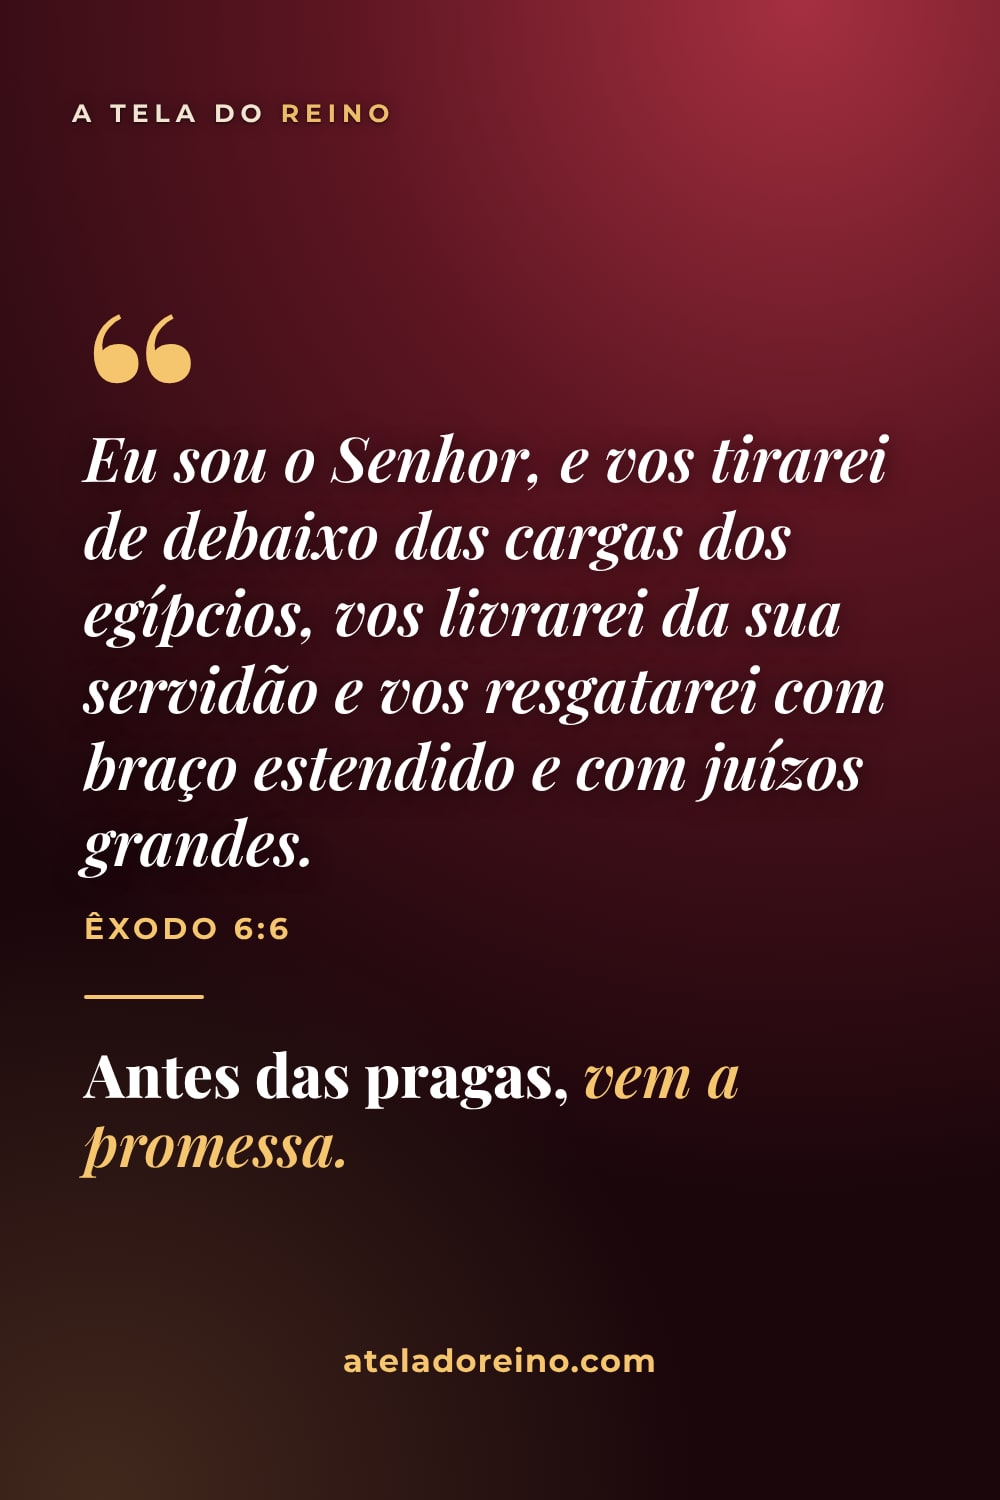 A TELA DO REINO
“
Eu sou o Senhor, e vos tirarei
de debaixo das cargas dos
egípcios, vos livrarei da sua
servidão e vos resgatarei com
braço estendido e com juízos
grandes.
ÊXODO 6:6
Antes das pragas, vem a
promessa.
ateladoreino.com